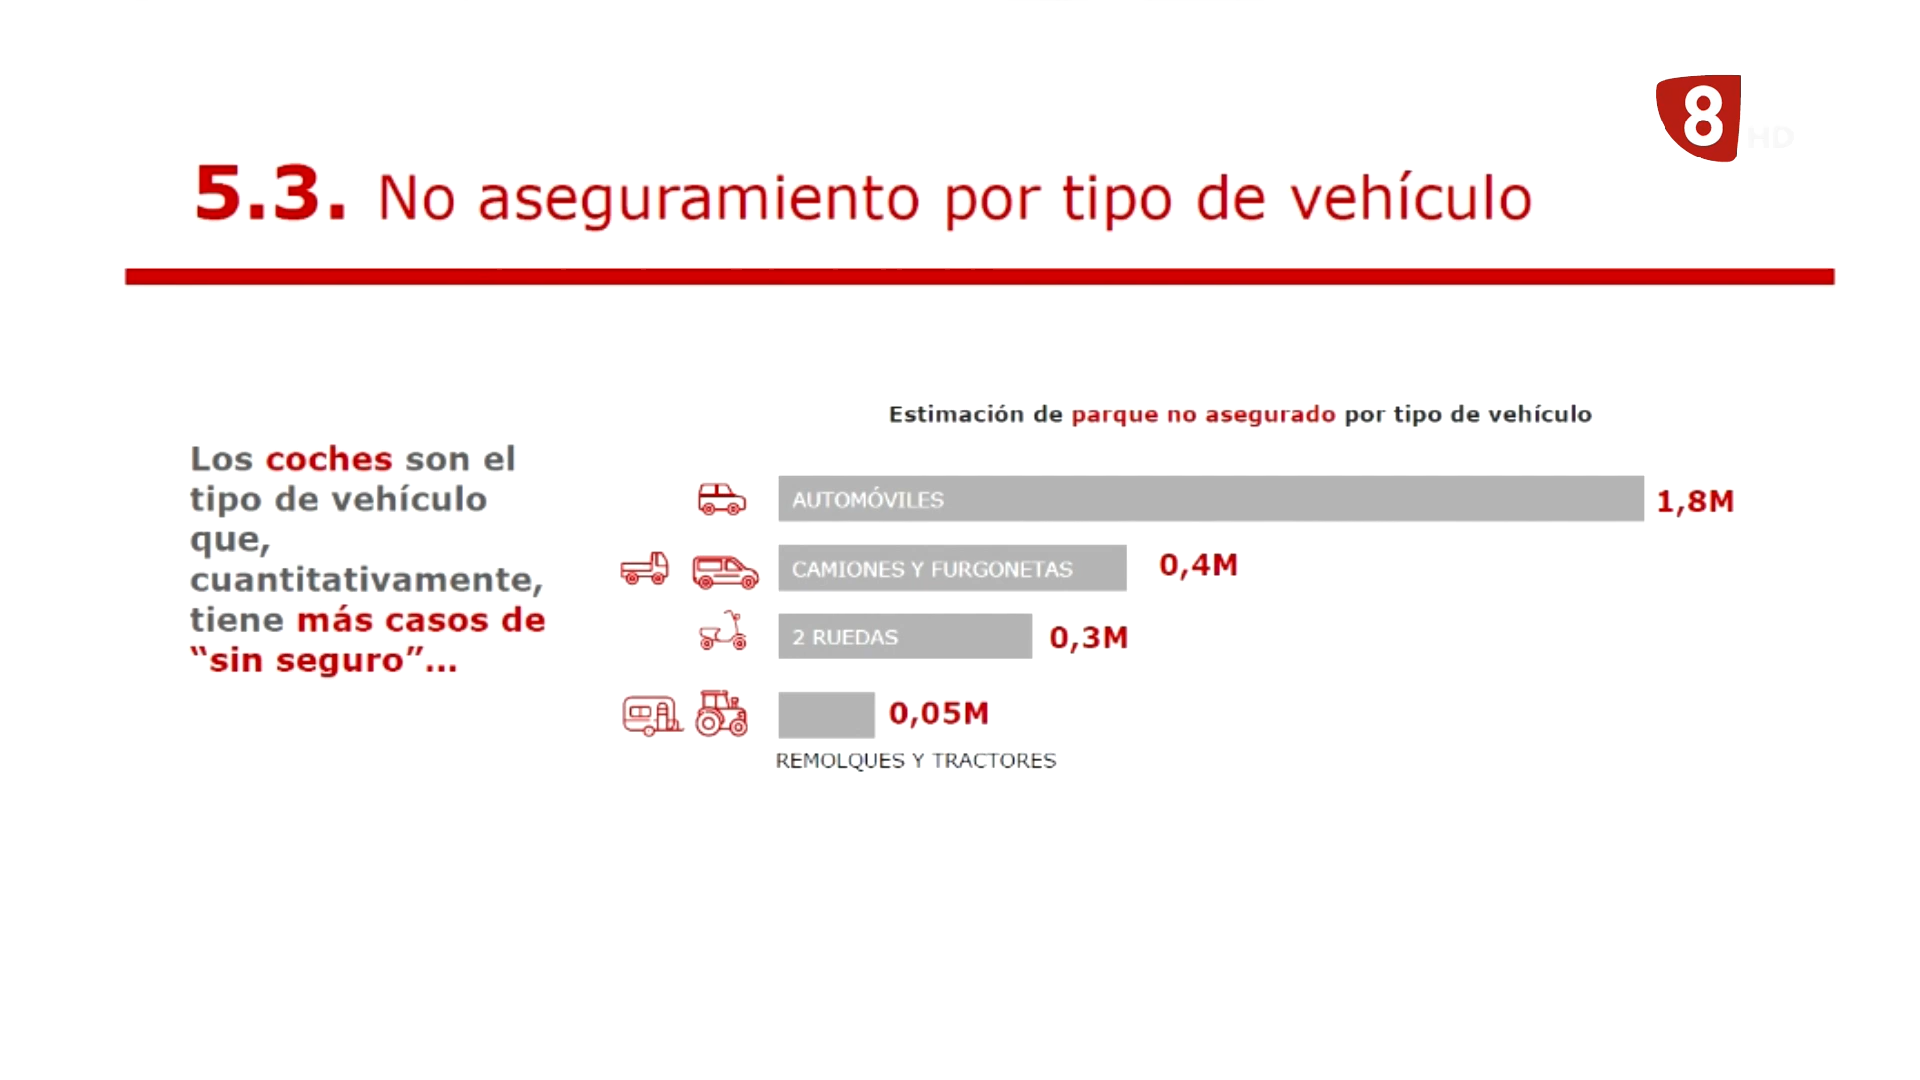 8 HD
5.3. No aseguramiento por tipo de vehículo
Estimación de parque no asegurado por tipo de vehículo
Los coches son el
tipo de vehículo
que,
cuantitativamente,
tiene más casos de
“sin seguro”...
AUTOMÓVILES 1,8M
CAMIONES Y FURGONETAS 0,4M
2 RUEDAS 0,3M
0,05M
REMOLQUES Y TRACTORES